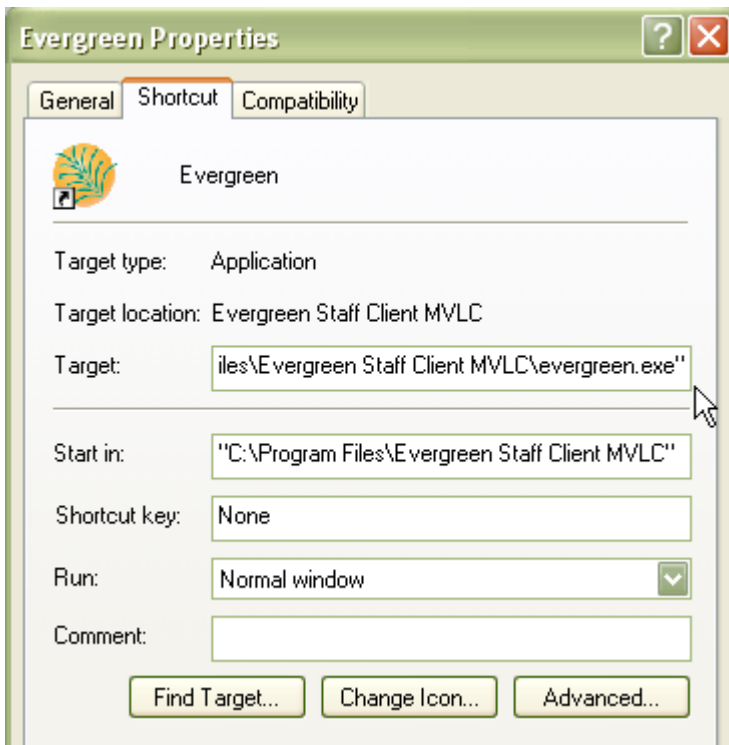 Evergreen Properties
General Shortcut Compatibility
Evergreen
Target type: Application
Target location: Evergreen Staff Client MVLC
Target: iles\Evergreen Staff Client MVLC\evergreen.exe"
Start in: "C:\Program Files\Evergreen Staff Client MVLC"
Shortcut key: None
Run: Normal window
Comment:
Find Target... Change Icon... Advanced...